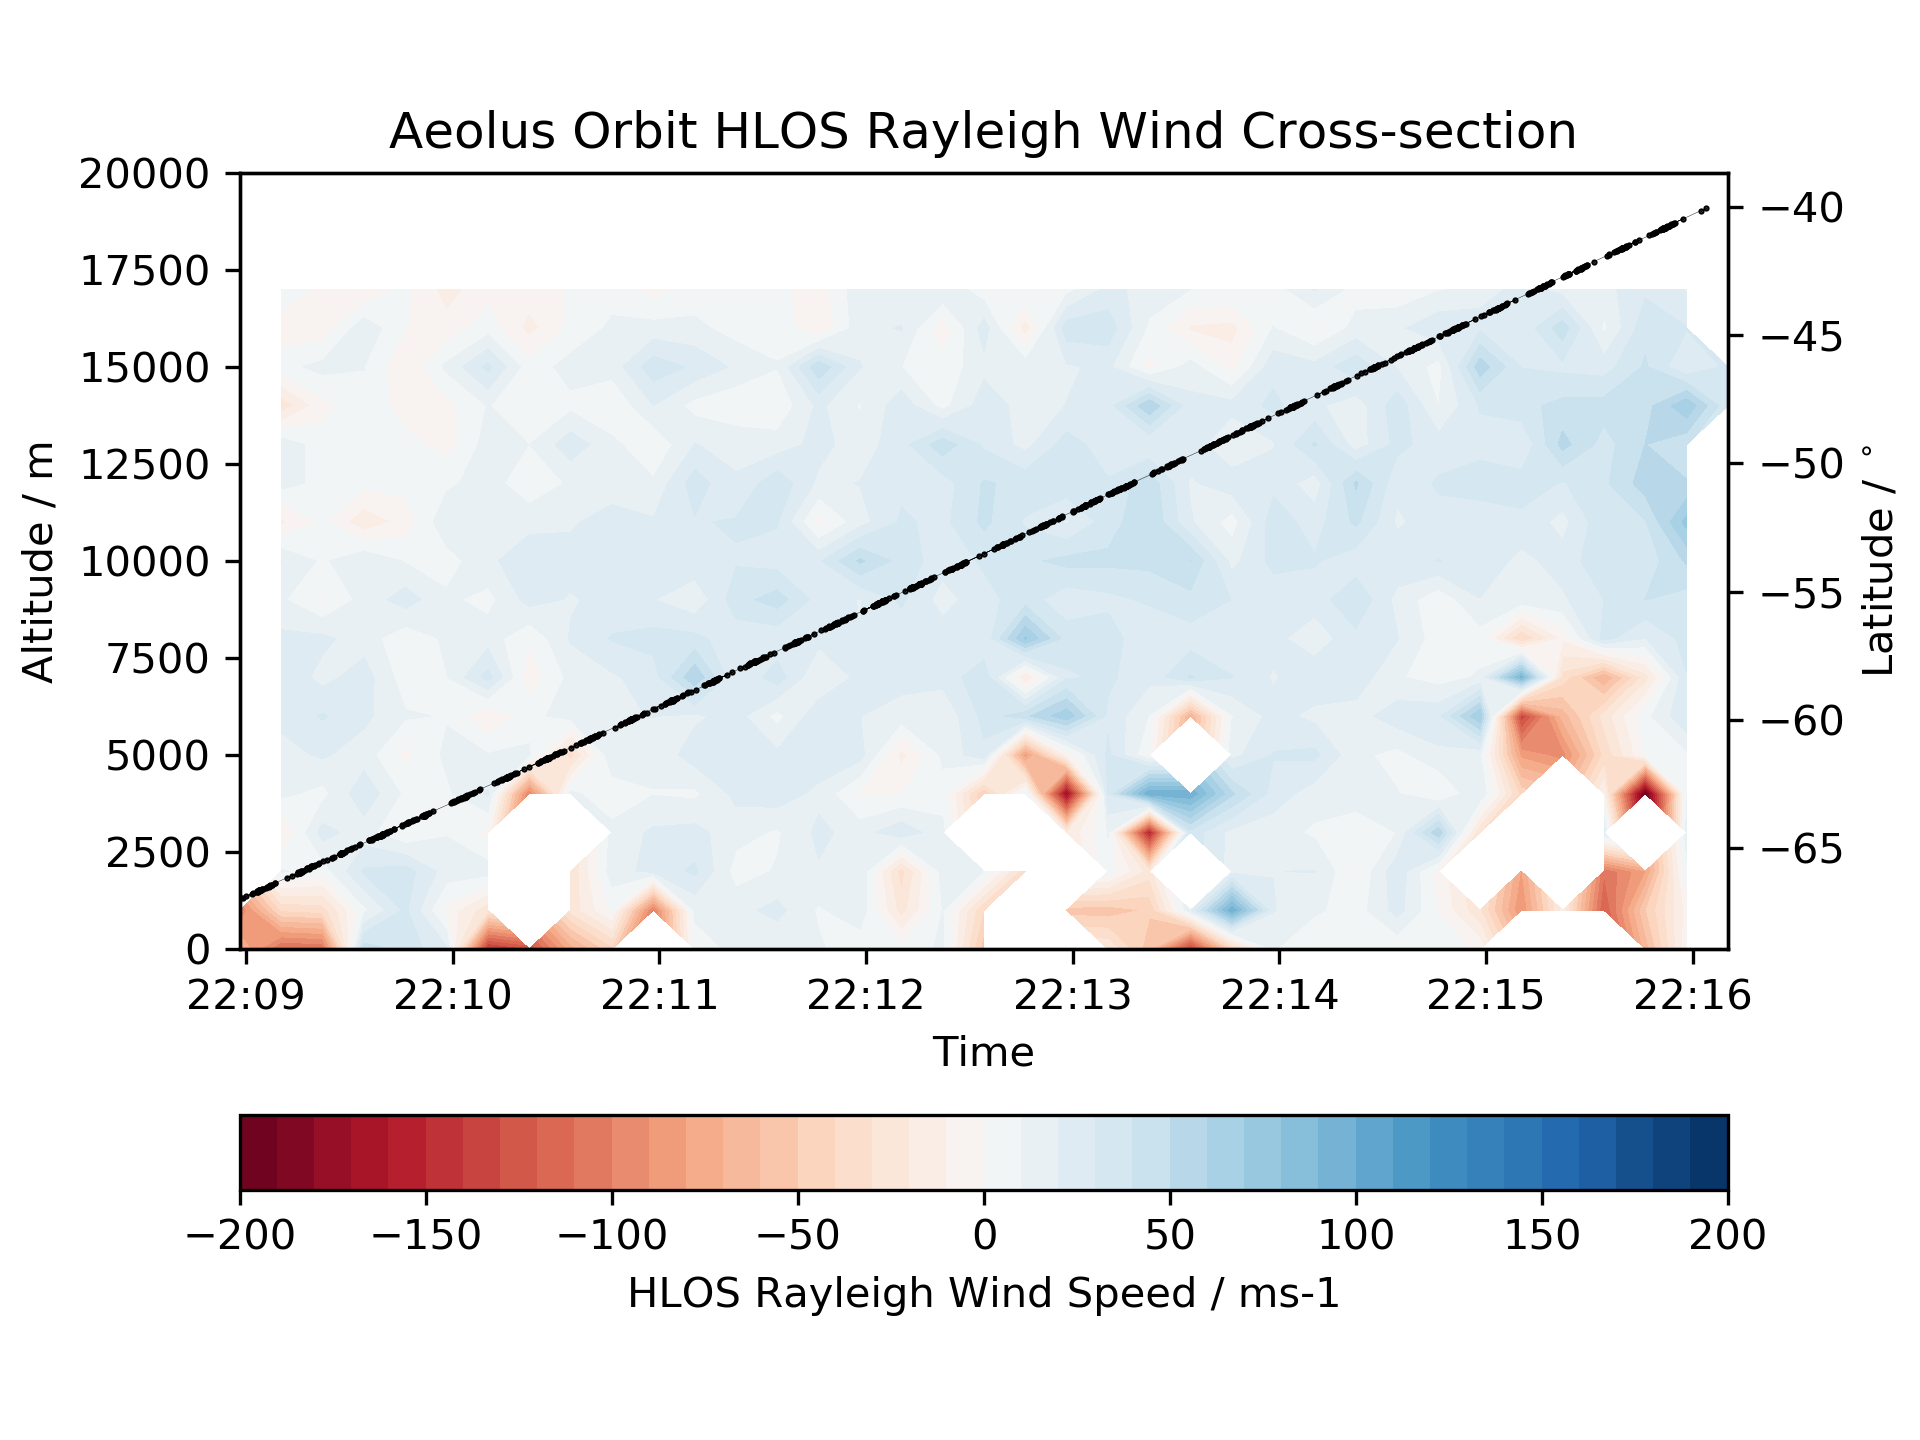 Aeolus Orbit HLOS Rayleigh Wind Cross-section
20000
17500
15000
12500
10000
7500
5000
2500
0
Altitude / m
−40
−45
−50
−55
−60
−65
Latitude / °
22:09 22:10 22:11 22:12 22:13 22:14 22:15 22:16
Time
−200 −150 −100 −50 0 50 100 150 200
HLOS Rayleigh Wind Speed / ms-1